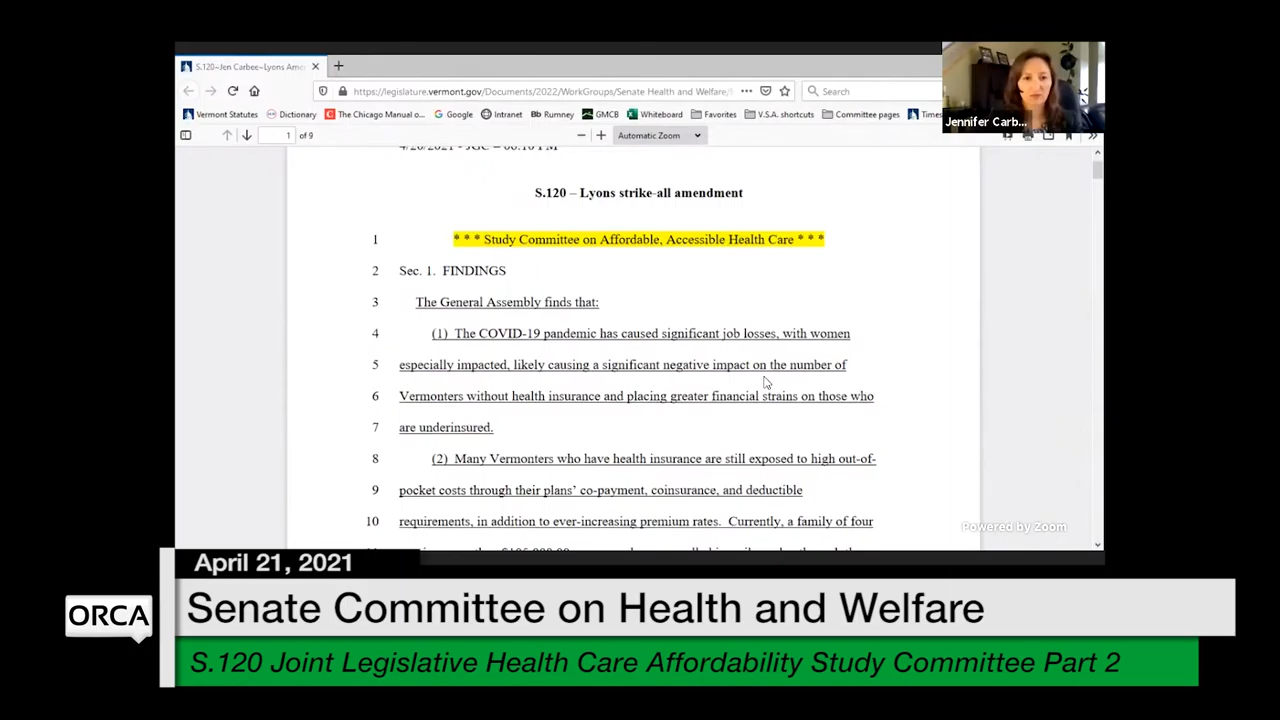 S.120~Jen Carbee~Lyons Ame
https://legislature.vermont.gov/Documents/2022/WorkGroups/Senate Health and Welfare/
Search
Vermont Statutes Dictionary The Chicago Manual o... Google Intranet Bb Rumney GMCB Whiteboard Favorites V.S.A. shortcuts Committee pages Times
Jennifer Carb...
1 of 9 Automatic Zoom
4/20/2021 - JGC –
S.120 – Lyons strike-all amendment
1 * * * Study Committee on Affordable, Accessible Health Care * * *
2 Sec. 1. FINDINGS
3 The General Assembly finds that:
4 (1) The COVID-19 pandemic has caused significant job losses, with women
5 especially impacted, likely causing a significant negative impact on the number of
6 Vermonters without health insurance and placing greater financial strains on those who
7 are underinsured.
8 (2) Many Vermonters who have health insurance are still exposed to high out-of-
9 pocket costs through their plans’ co-payment, coinsurance, and deductible
10 requirements, in addition to ever-increasing premium rates. Currently, a family of four
Powered by Zoom
April 21, 2021
ORCA
Senate Committee on Health and Welfare
S.120 Joint Legislative Health Care Affordability Study Committee Part 2